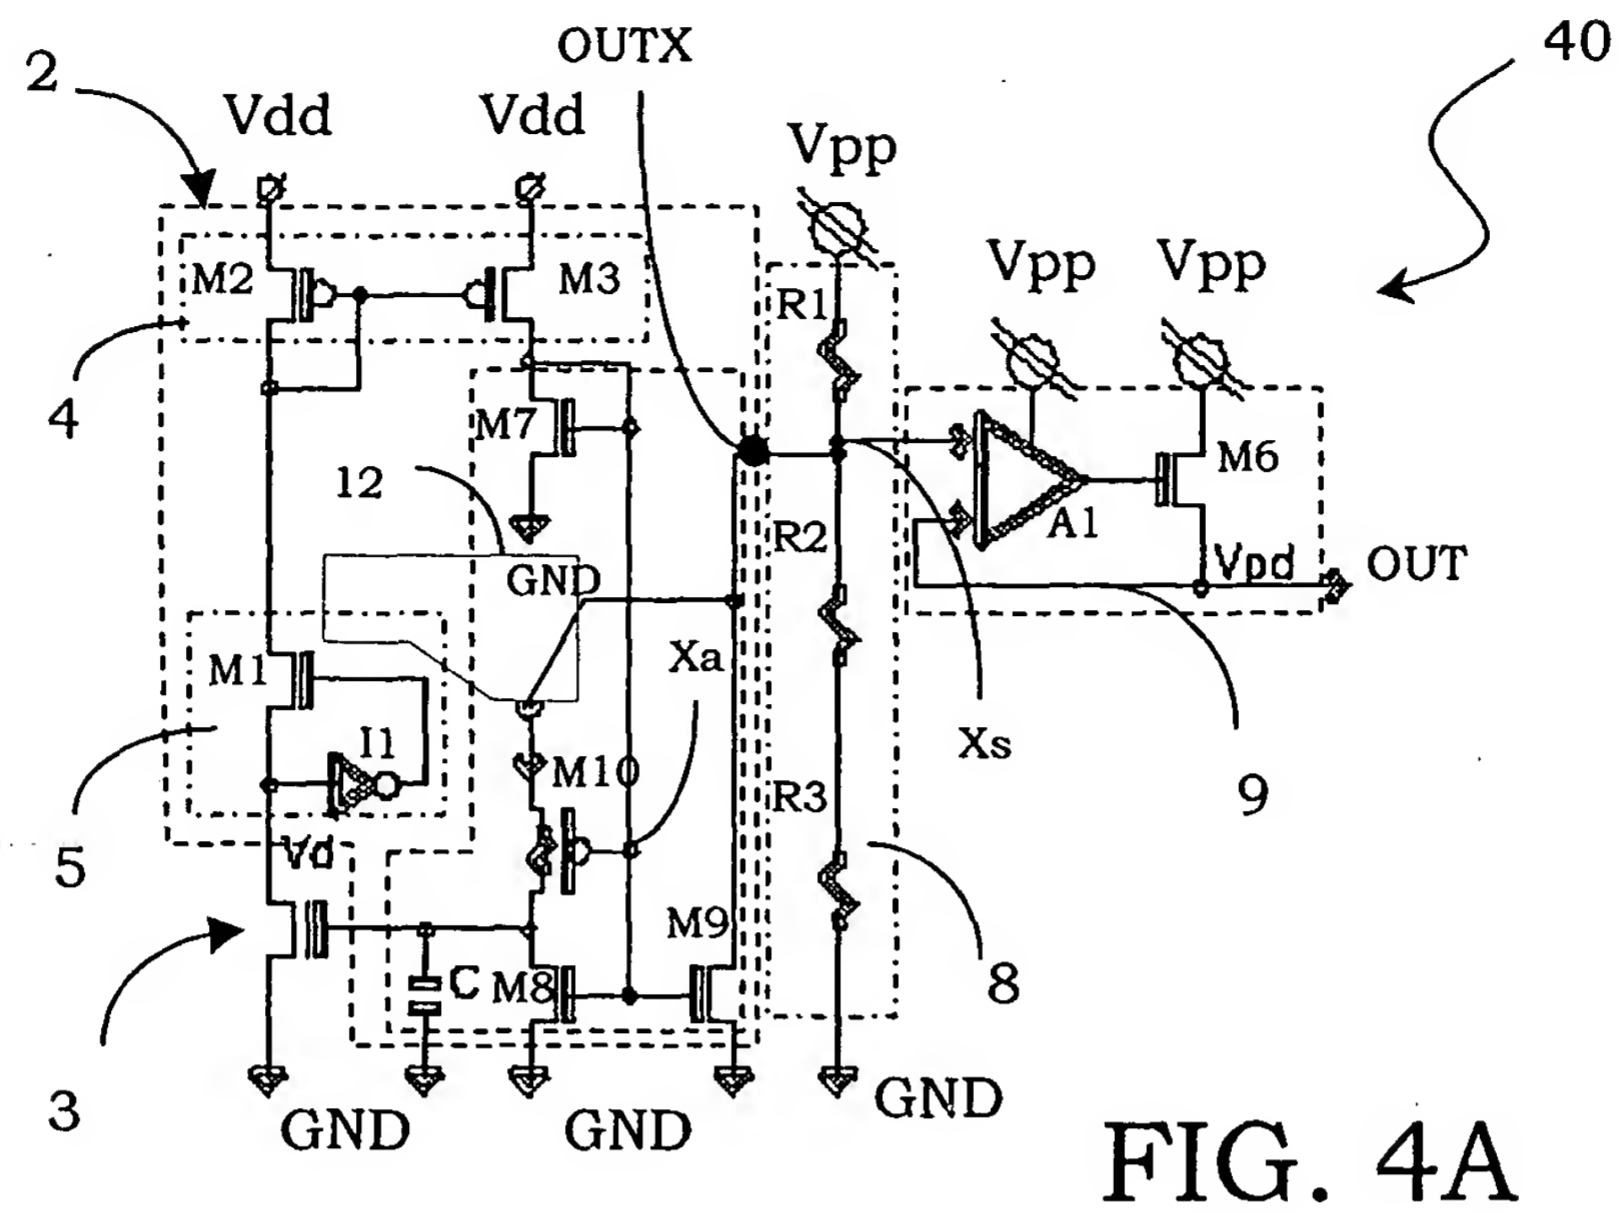 OUTX
40
2
Vdd
Vdd
Vpp
Vpp
Vpp
M2
M3
R1
4
M7
M6
12
A1
R2
GND
Vpd
OUT
M1
Xa
I1
Xs
M10
9
R3
5
Vd
M9
8
C
M8
3
GND
GND
GND
FIG. 4A